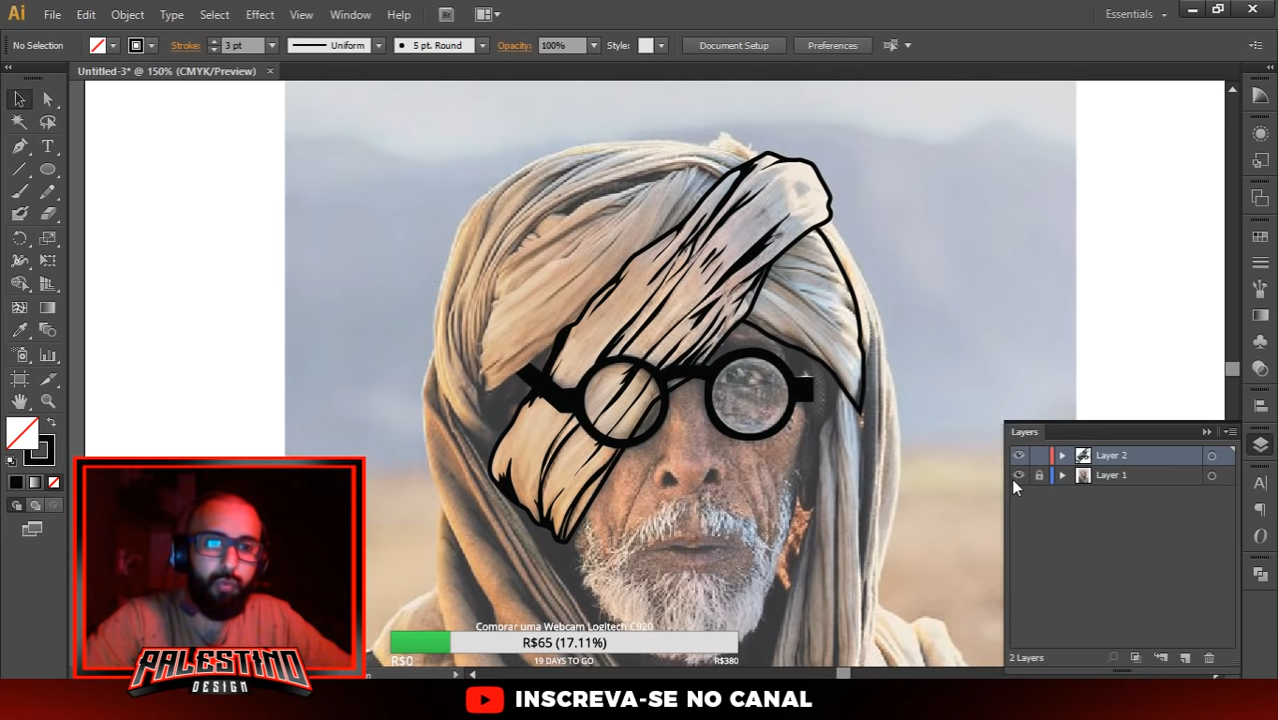 Ai File Edit Object Type Select Effect View Window Help Br Essentials
No Selection Stroke: 3 pt Uniform 5 pt. Round Opacity: 100% Style: Document Setup Preferences
Untitled-3* @ 150% (CMYK/Preview)
Layers
Layer 2
Layer 1
2 Layers
PALESTINO
DESIGN
Comprar uma Webcam Logitech C920
R$65 (17.11%)
R$0 19 DAYS TO GO R$380
INSCREVA-SE NO CANAL